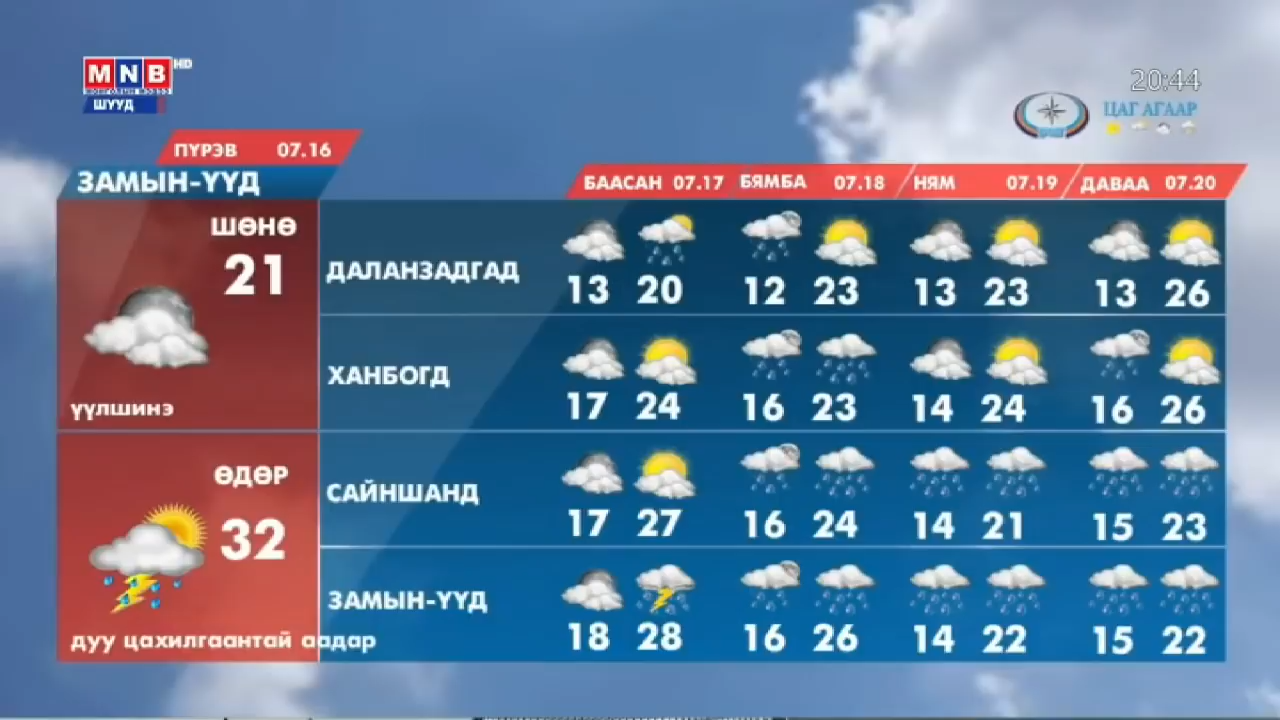 MNB HD
МОНГОЛЫН МЭДЭЭ
ШУУД
20:44
ЦАГ АГААР
ПҮРЭВ 07.16
ЗАМЫН-ҮҮД
БААСАН 07.17 БЯМБА 07.18 НЯМ 07.19 ДАВАА 07.20
ШӨНӨ
21
үүлшинэ
ӨДӨР
32
дуу цахилгаантай аадар
ДАЛАНЗАДГАД 13 20 12 23 13 23 13 26
ХАНБОГД 17 24 16 23 14 24 16 26
САЙНШАНД 17 27 16 24 14 21 15 23
ЗАМЫН-ҮҮД 18 28 16 26 14 22 15 22